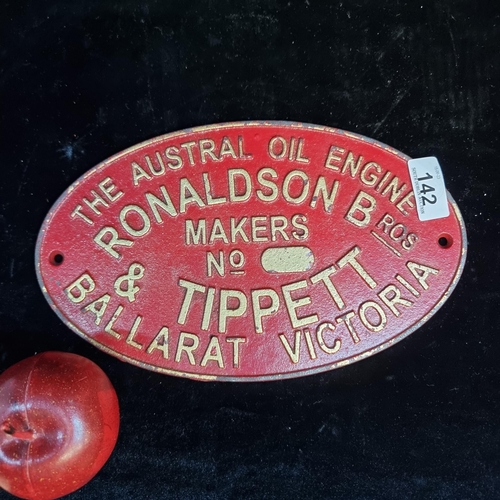 THE AUSTRAL OIL ENGINE
RONALDSON BROS
MAKERS
No
& TIPPETT
BALLARAT VICTORIA
142